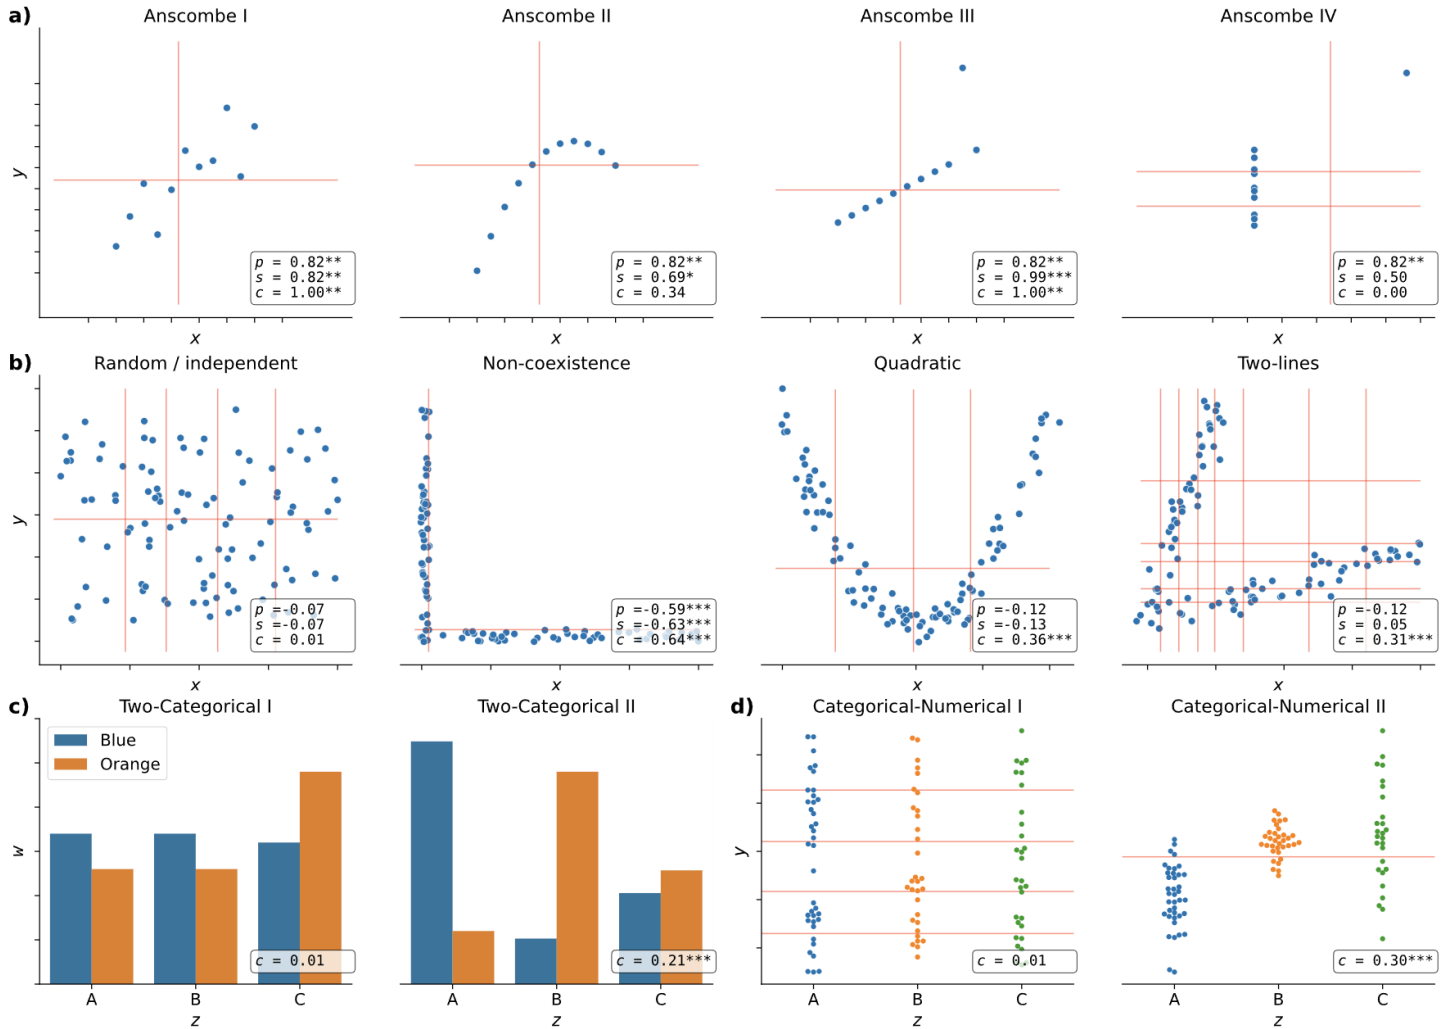 a)
Anscombe I
Anscombe II
Anscombe III
Anscombe IV
y
p = 0.82**
s = 0.82**
c = 1.00**
p = 0.82**
s = 0.69*
c = 0.34
p = 0.82**
s = 0.99***
c = 1.00**
p = 0.82**
s = 0.50
c = 0.00
x
x
x
x
b)
Random / independent
Non-coexistence
Quadratic
Two-lines
y
p =-0.07
s =-0.07
c = 0.01
p =-0.59***
s =-0.63***
c = 0.64***
p =-0.12
s =-0.13
c = 0.36***
p =-0.12
s = 0.05
c = 0.31***
x
x
x
x
c)
Two-Categorical I
Two-Categorical II
d)
Categorical-Numerical I
Categorical-Numerical II
Blue
Orange
w
y
c = 0.01
c = 0.21***
c = 0.01
c = 0.30***
A
B
C
A
B
C
A
B
C
A
B
C
z
z
z
z